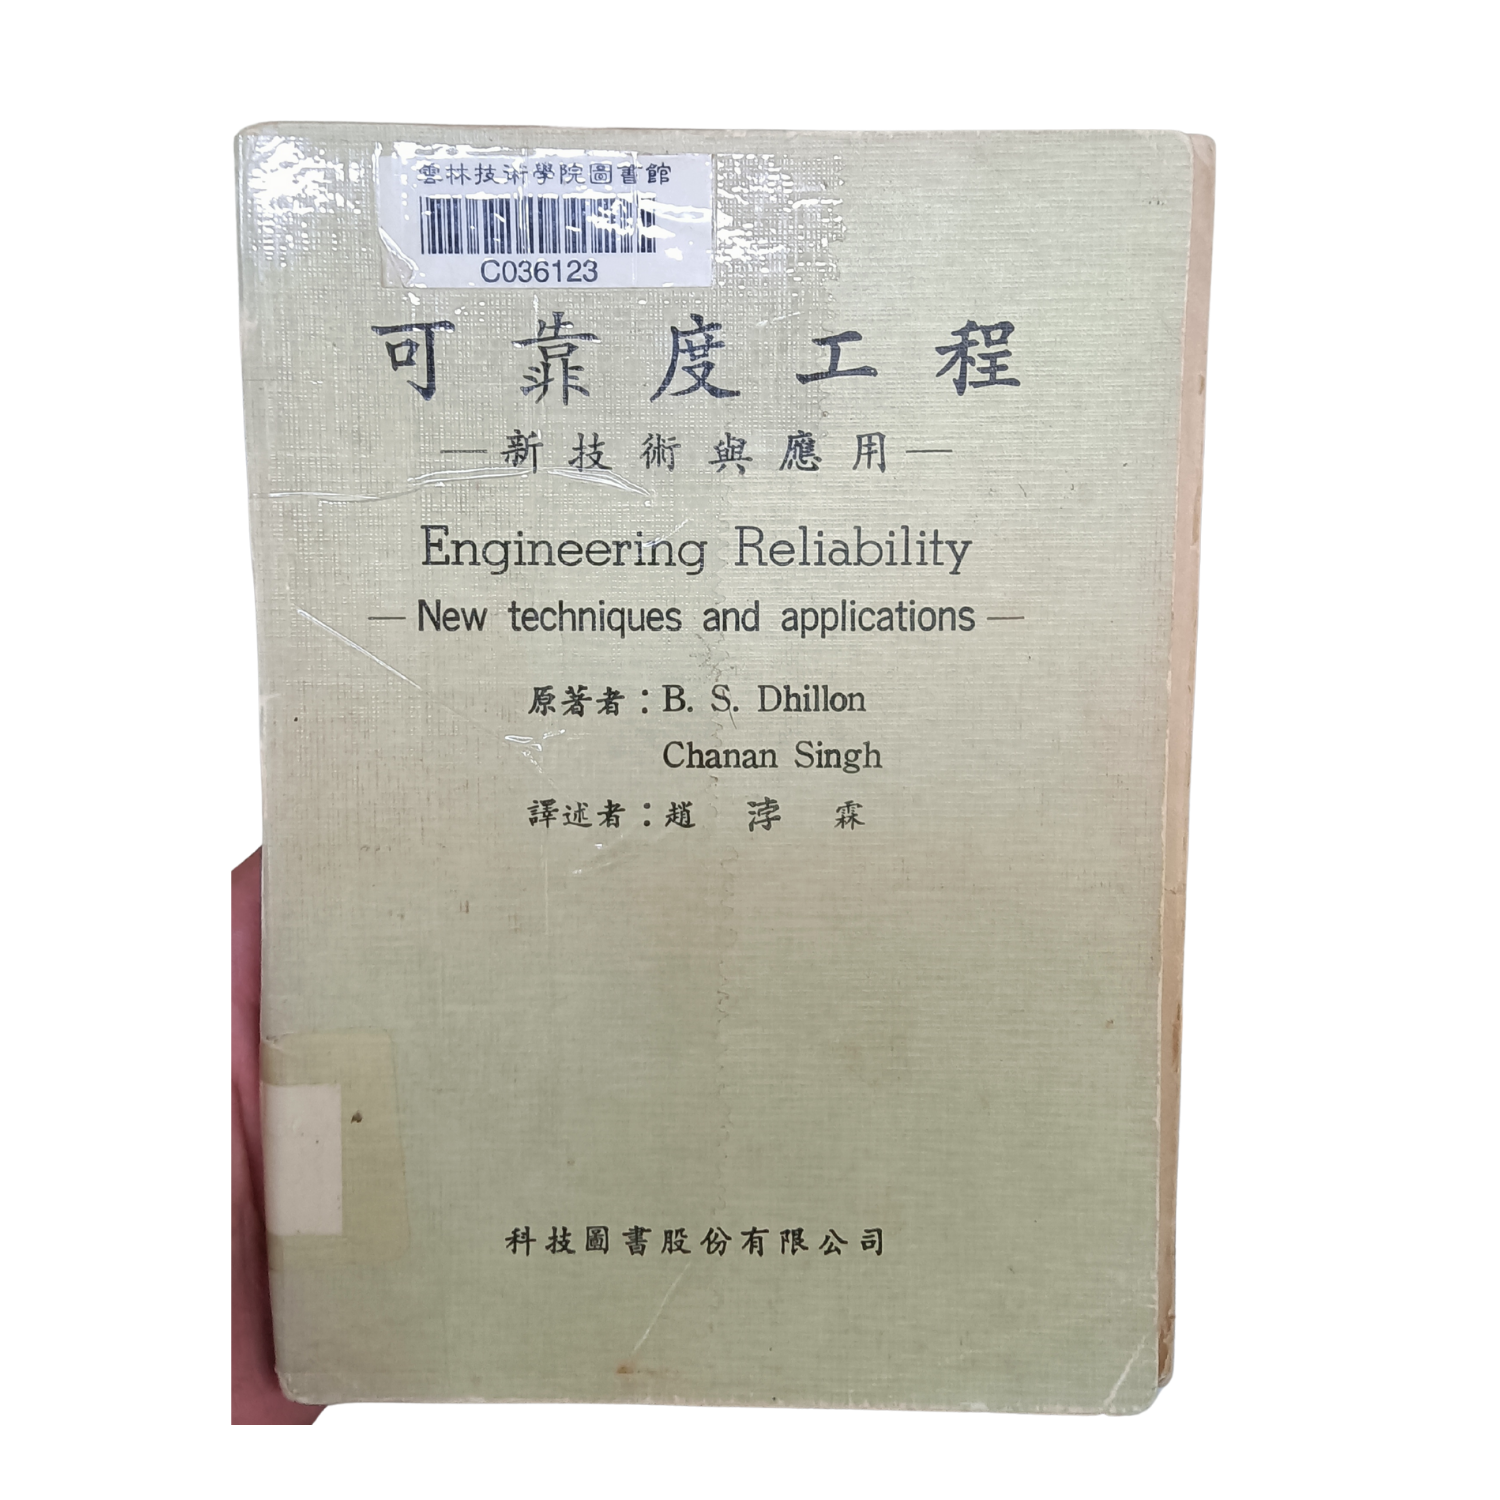 雲林技術學院圖書館
C036123
可靠度工程
—新技術與應用—
Engineering Reliability
—New techniques and applications—
原著者：B. S. Dhillon
Chanan Singh
譯述者：趙浡霖
科技圖書股份有限公司